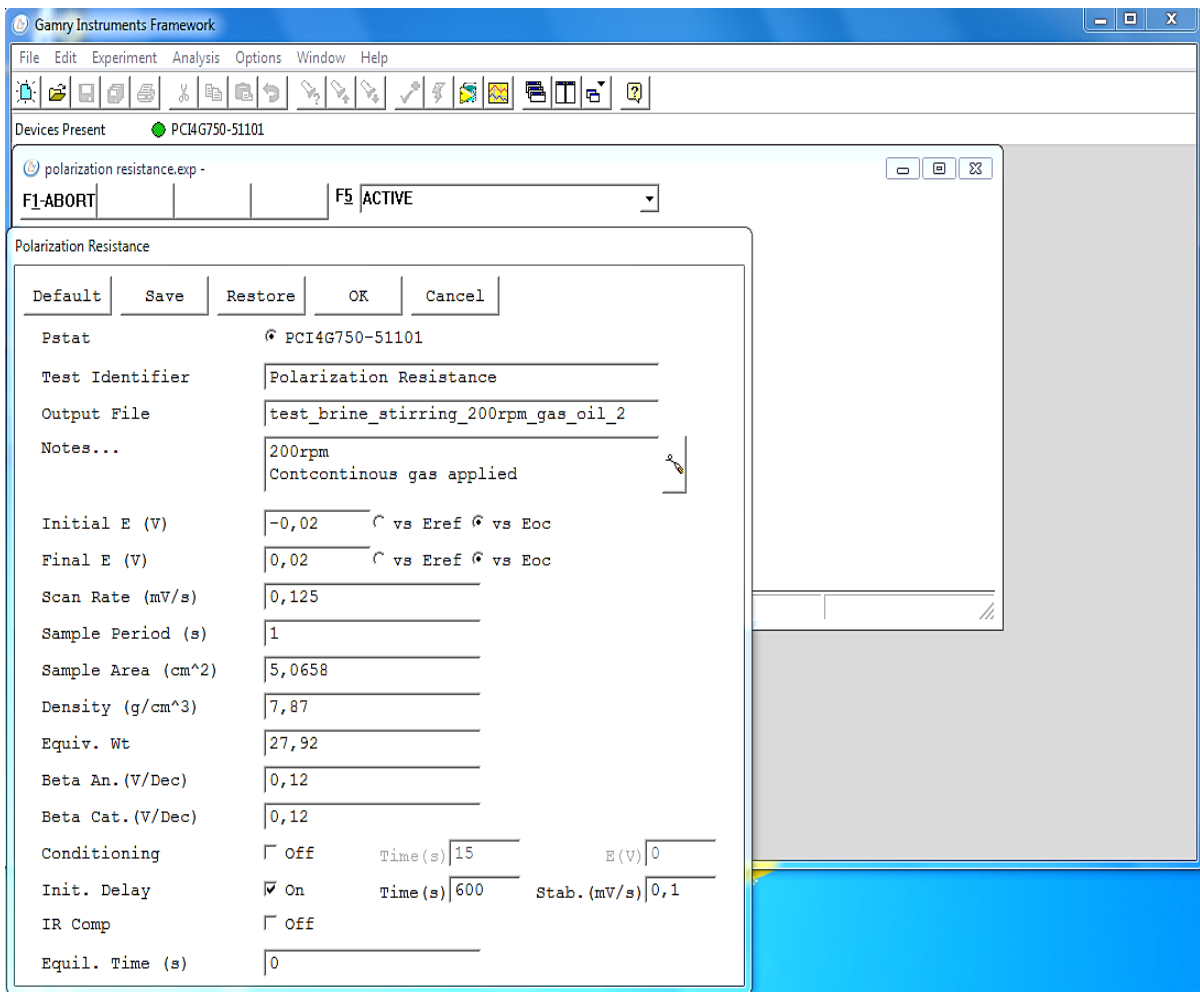 Gamry Instruments Framework
File Edit Experiment Analysis Options Window Help
Devices Present PCI4G750-51101
polarization resistance.exp -
F1-ABORT F5 ACTIVE
Polarization Resistance
Default Save Restore OK Cancel
Pstat PCI4G750-51101
Test Identifier Polarization Resistance
Output File test_brine_stirring_200rpm_gas_oil_2
Notes... 200rpm
Contcontinous gas applied
Initial E (V) -0,02 vs Eref vs Eoc
Final E (V) 0,02 vs Eref vs Eoc
Scan Rate (mV/s) 0,125
Sample Period (s) 1
Sample Area (cm^2) 5,0658
Density (g/cm^3) 7,87
Equiv. Wt 27,92
Beta An.(V/Dec) 0,12
Beta Cat.(V/Dec) 0,12
Conditioning Off Time(s) 15 E(V) 0
Init. Delay On Time(s) 600 Stab.(mV/s) 0,1
IR Comp Off
Equil. Time (s) 0